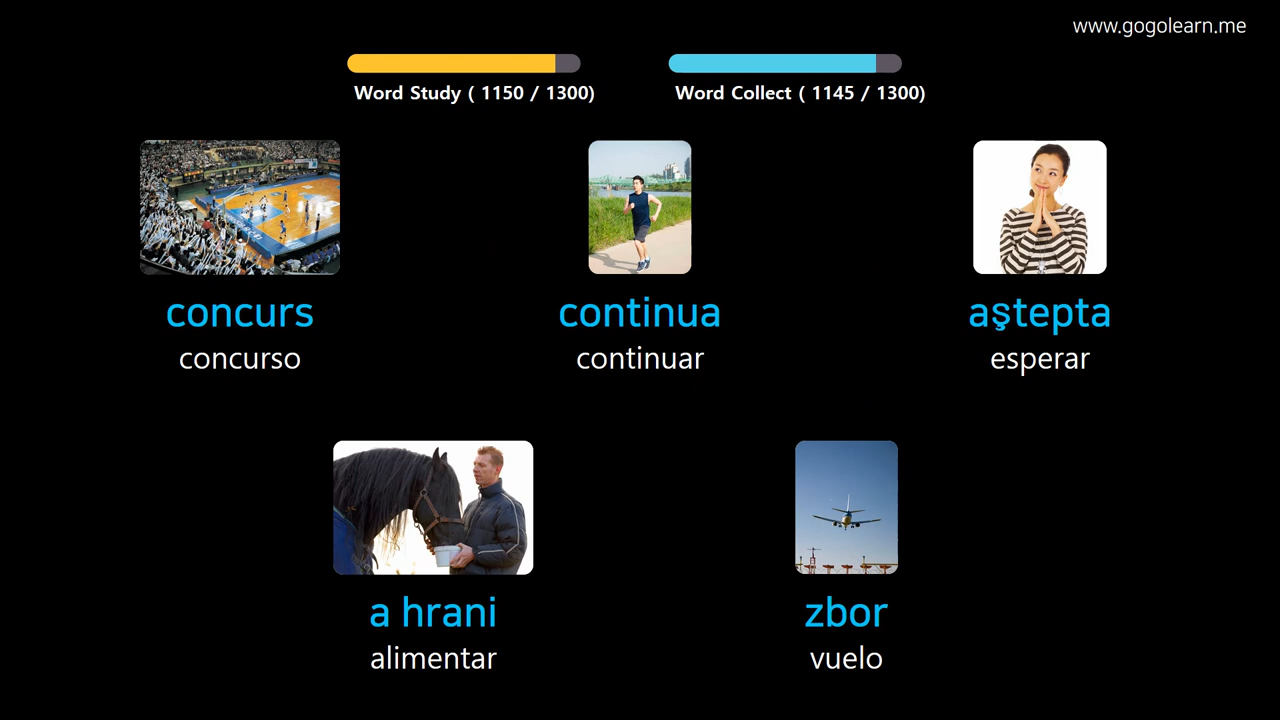 www.gogolearn.me
Word Study ( 1150 / 1300)
Word Collect ( 1145 / 1300)
concurs
concurso
continua
continuar
aştepta
esperar
a hrani
alimentar
zbor
vuelo